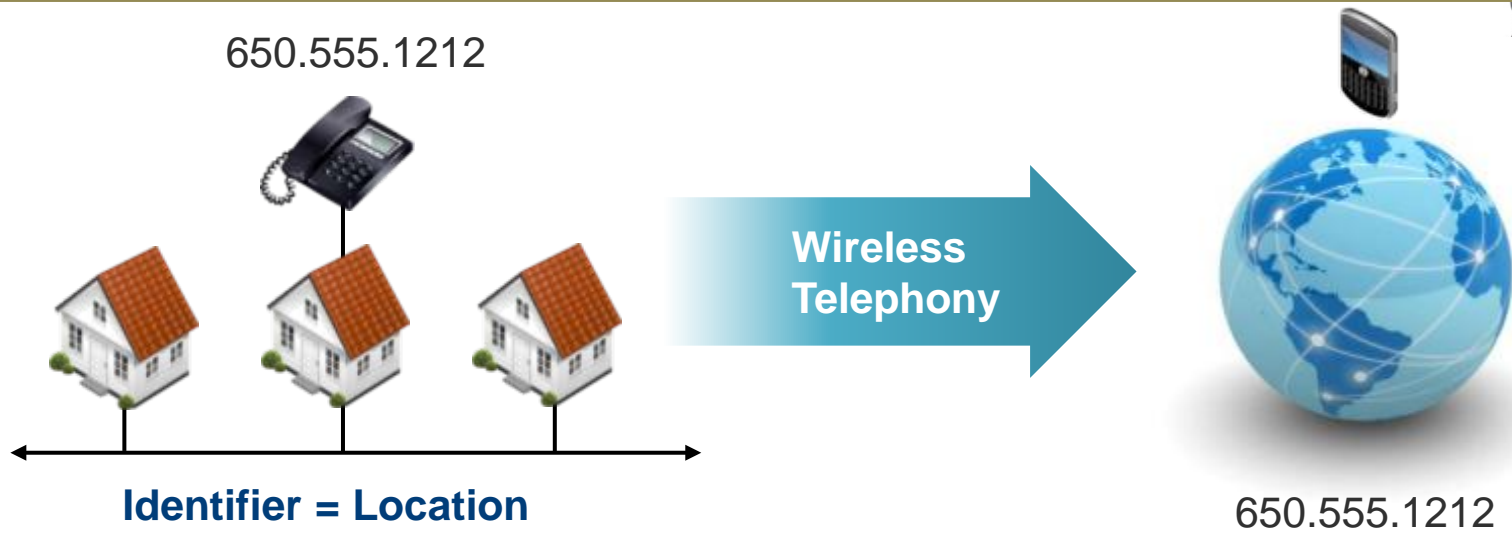 650.555.1212
Wireless
Telephony
Identifier = Location
650.555.1212